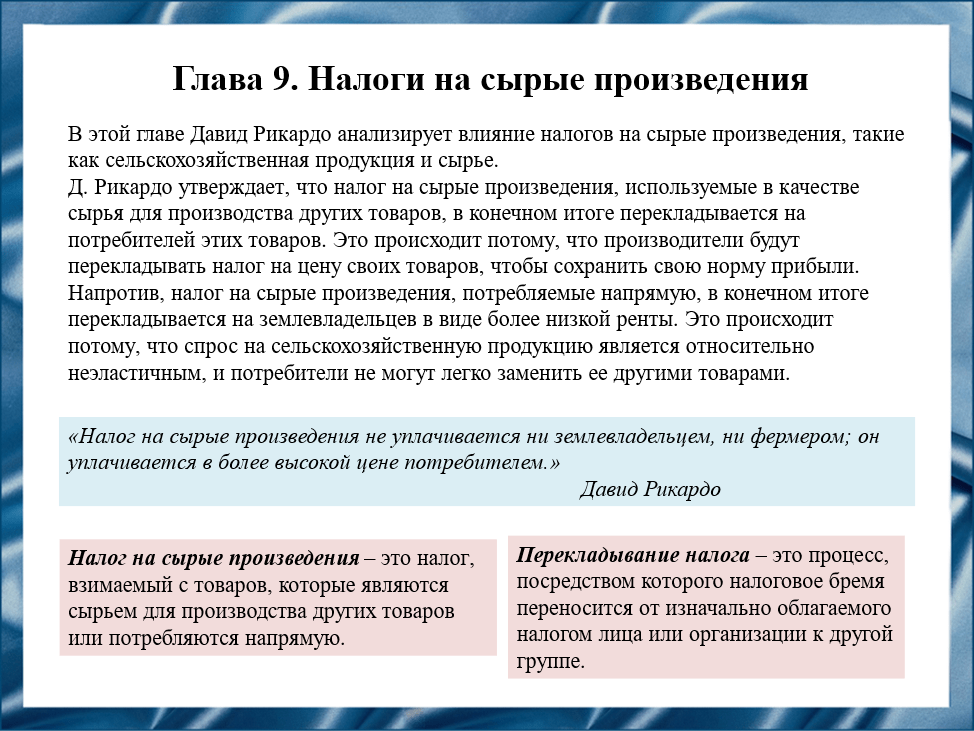 Глава 9. Налоги на сырые произведения
В этой главе Давид Рикардо анализирует влияние налогов на сырые произведения, такие
как сельскохозяйственная продукция и сырье.
Д. Рикардо утверждает, что налог на сырые произведения, используемые в качестве
сырья для производства других товаров, в конечном итоге перекладывается на
потребителей этих товаров. Это происходит потому, что производители будут
перекладывать налог на цену своих товаров, чтобы сохранить свою норму прибыли.
Напротив, налог на сырые произведения, потребляемые напрямую, в конечном итоге
перекладывается на землевладельцев в виде более низкой ренты. Это происходит
потому, что спрос на сельскохозяйственную продукцию является относительно
неэластичным, и потребители не могут легко заменить ее другими товарами.
«Налог на сырые произведения не уплачивается ни землевладельцем, ни фермером; он
уплачивается в более высокой цене потребителем.»
Давид Рикардо
Налог на сырые произведения – это налог,
взимаемый с товаров, которые являются
сырьем для производства других товаров
или потребляются напрямую.
Перекладывание налога – это процесс,
посредством которого налоговое бремя
переносится от изначально облагаемого
налогом лица или организации к другой
группе.